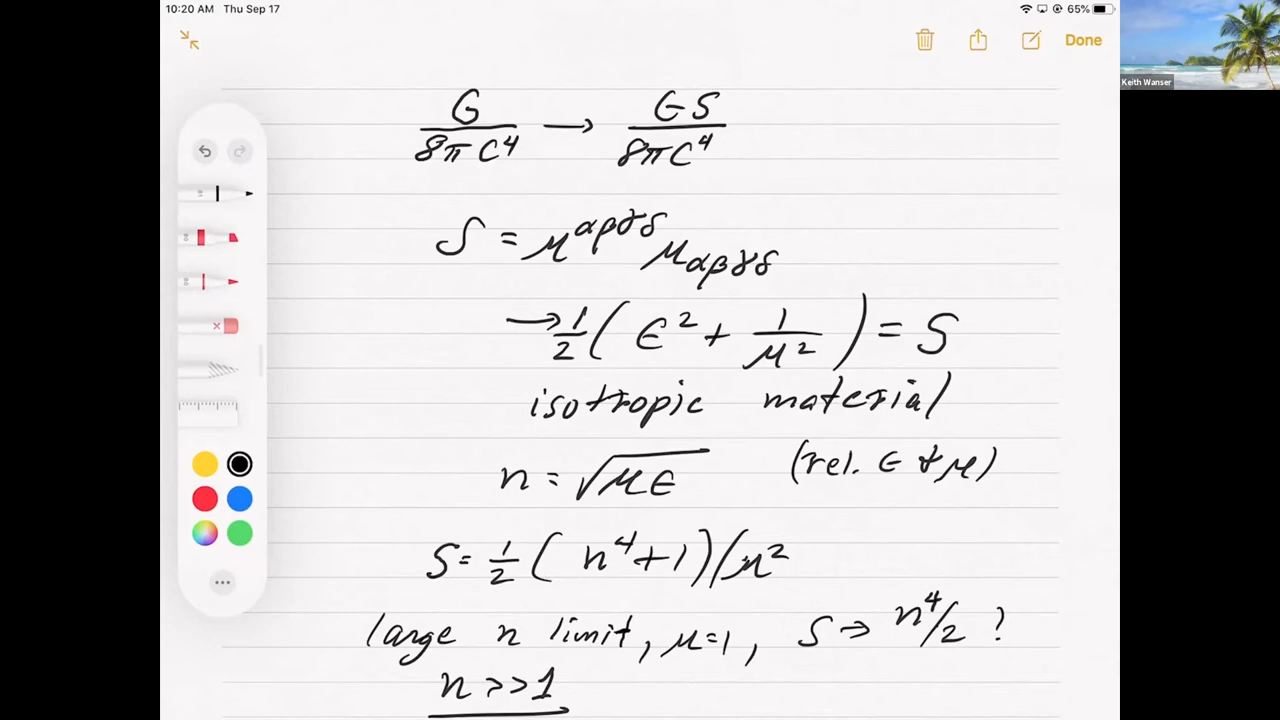 10:20 AM Thu Sep 17
65%
Done
Keith Wanser
G/8πc⁴ → GS/8πc⁴
S = μ^αβγδ μ_αβγδ
→ 1/2 ( ε² + 1/μ² ) = S
isotropic material
n = √με (rel. ε & μ)
S = 1/2 ( n⁴+1)/μ²
large n limit, μ=1, S ⇒ n⁴/2 ?
n >> 1